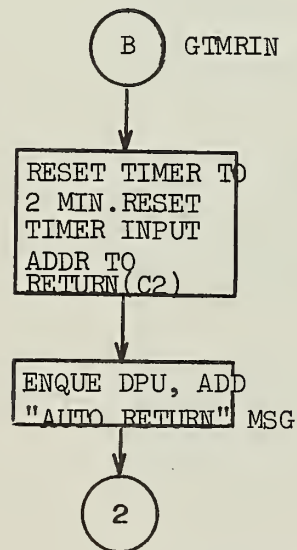 B GTMRIN
RESET TIMER TO
2 MIN.RESET
TIMER INPUT
ADDR TO
RETURN(C2)
ENQUE DPU, ADD
"AUTO RETURN" MSG
2